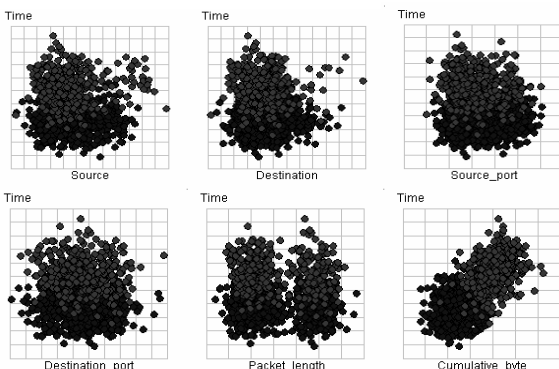 Time
Source
Time
Destination
Time
Source_port
Time
Destination_port
Time
Packet_length
Time
Cumulative_byte